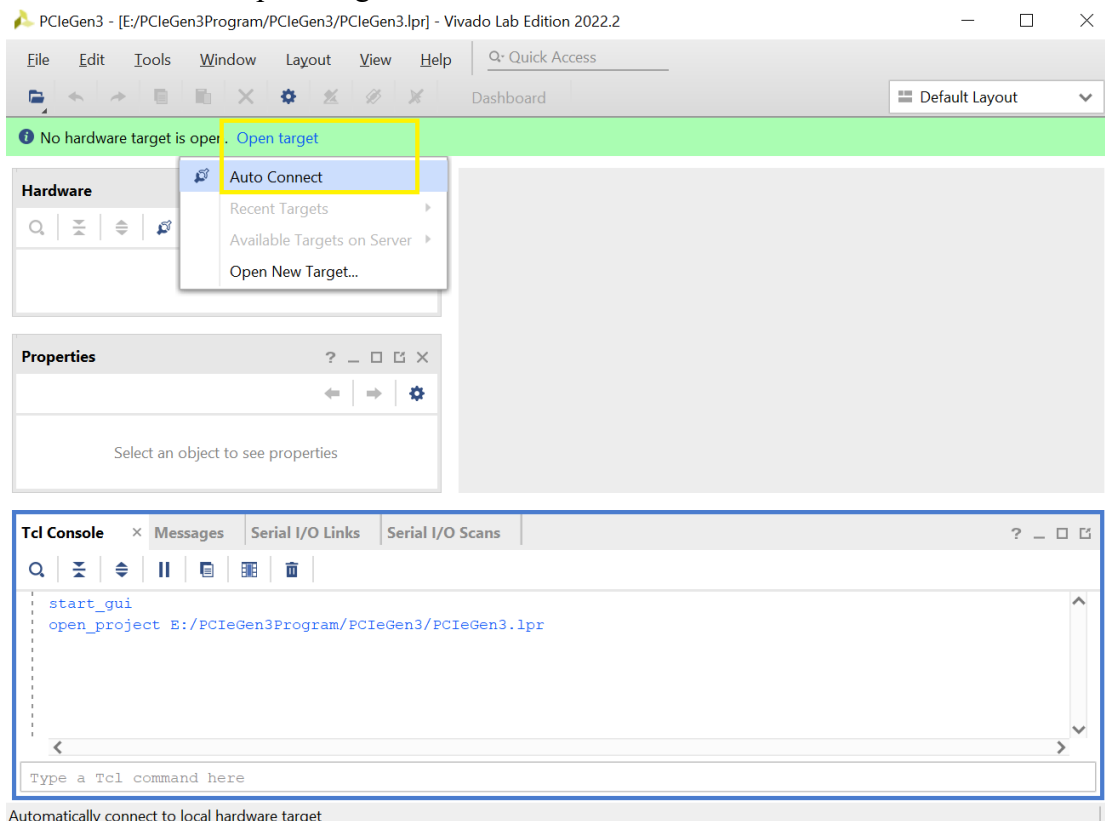 PCIeGen3 - [E:/PCIeGen3Program/PCIeGen3/PCIeGen3.lpr] - Vivado Lab Edition 2022.2
File Edit Tools Window Layout View Help Quick Access
Dashboard Default Layout
No hardware target is open. Open target
Auto Connect
Recent Targets
Available Targets on Server
Open New Target...
Hardware
Properties
Select an object to see properties
Tcl Console Messages Serial I/O Links Serial I/O Scans
start_gui
open_project E:/PCIeGen3Program/PCIeGen3/PCIeGen3.lpr
Type a Tcl command here
Automatically connect to local hardware target